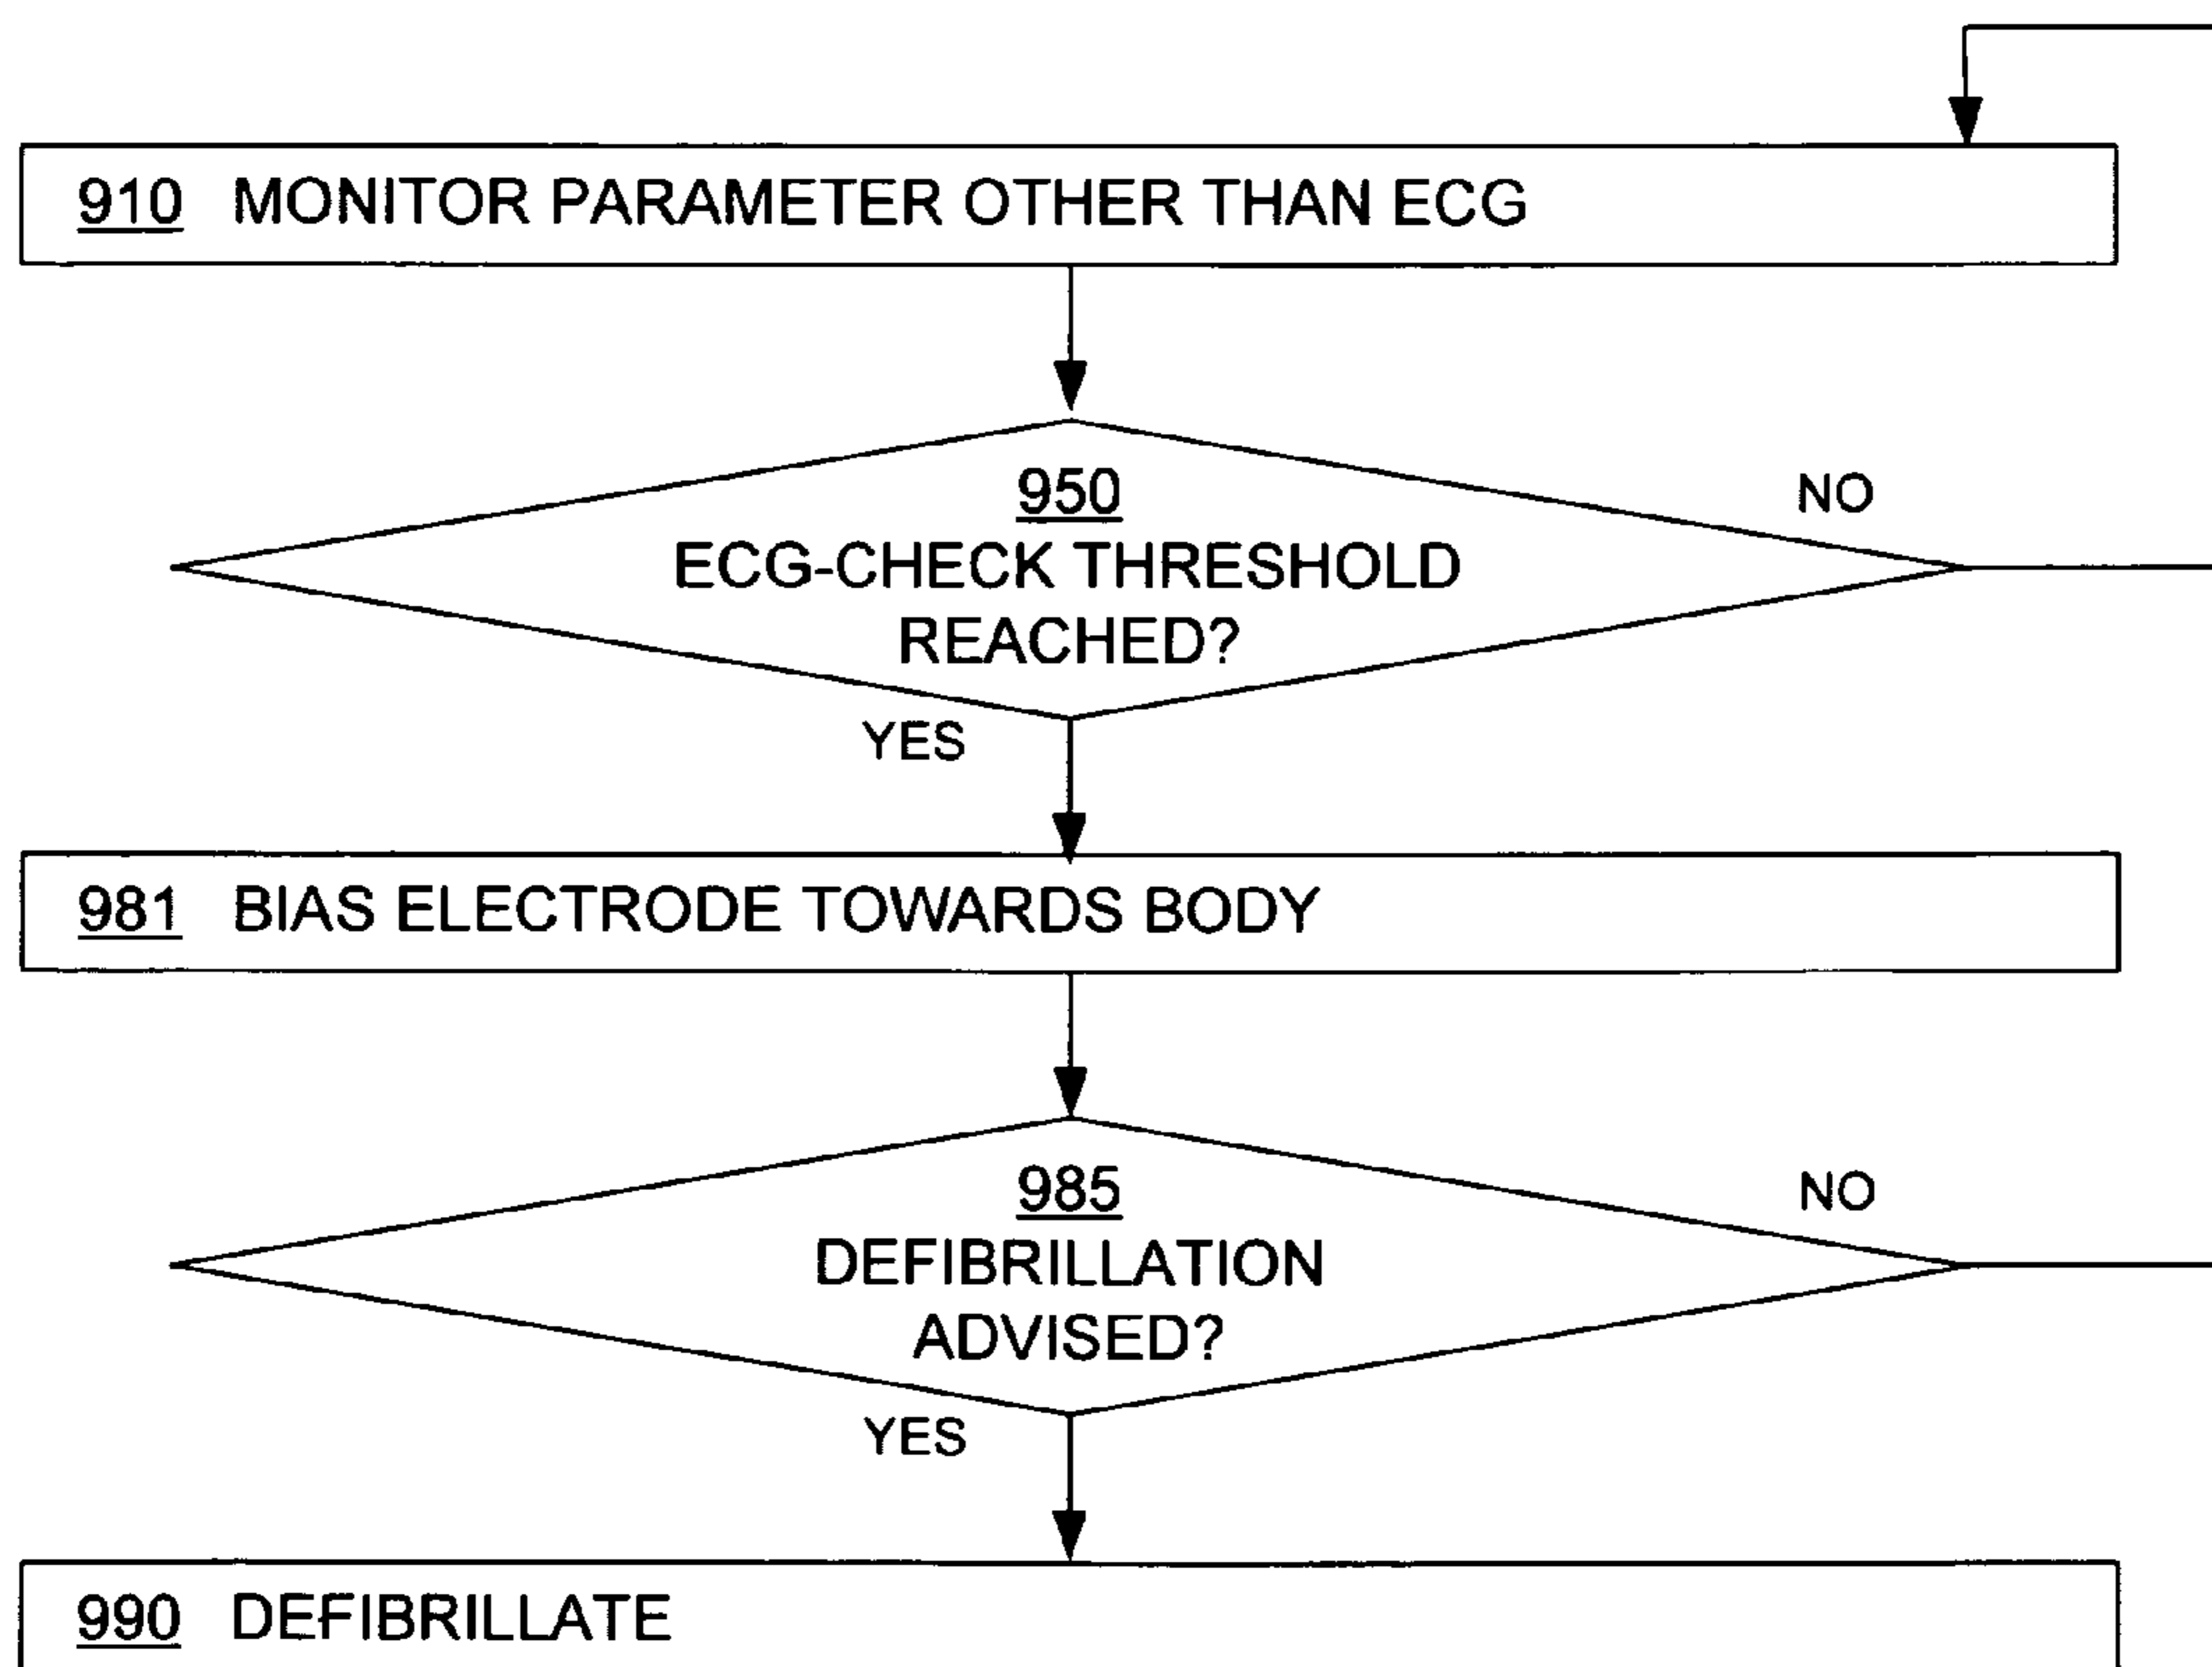 910 MONITOR PARAMETER OTHER THAN ECG
950
ECG-CHECK THRESHOLD
REACHED?
NO
YES
981 BIAS ELECTRODE TOWARDS BODY
985
DEFIBRILLATION
ADVISED?
NO
YES
990 DEFIBRILLATE